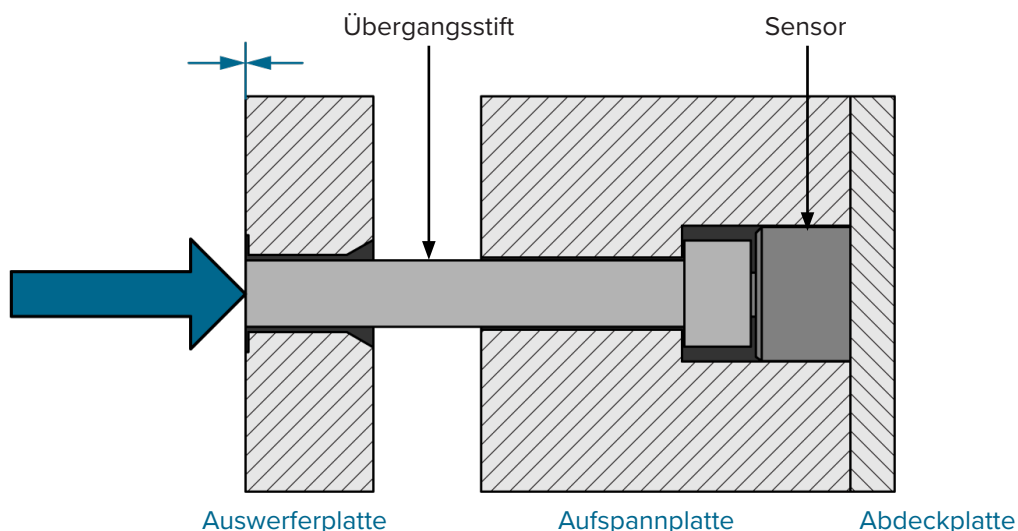 Übergangsstift
Sensor
Auswerferplatte
Aufspannplatte
Abdeckplatte